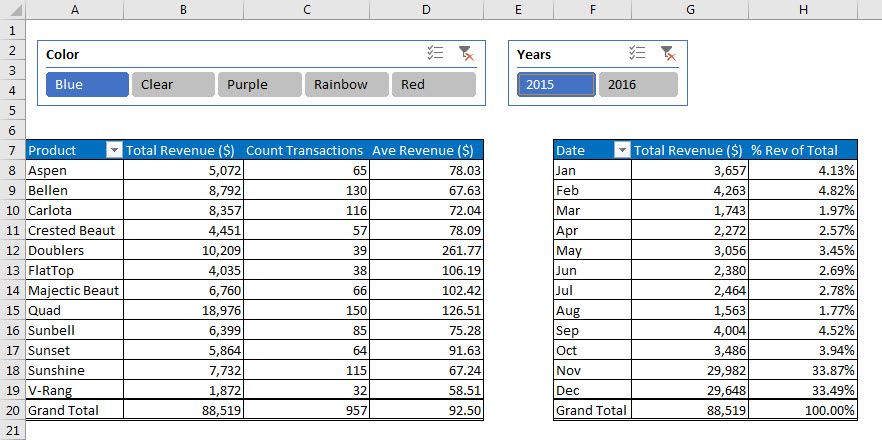 A B C D E F G H
1
2 Color Years
3
4 Blue Clear Purple Rainbow Red 2015 2016
5
6
7 Product Total Revenue ($) Count Transactions Ave Revenue ($) Date Total Revenue ($) % Rev of Total
8 Aspen 5,072 65 78.03 Jan 3,657 4.13%
9 Bellen 8,792 130 67.63 Feb 4,263 4.82%
10 Carlota 8,357 116 72.04 Mar 1,743 1.97%
11 Crested Beaut 4,451 57 78.09 Apr 2,272 2.57%
12 Doublers 10,209 39 261.77 May 3,056 3.45%
13 FlatTop 4,035 38 106.19 Jun 2,380 2.69%
14 Majectic Beaut 6,760 66 102.42 Jul 2,464 2.78%
15 Quad 18,976 150 126.51 Aug 1,563 1.77%
16 Sunbell 6,399 85 75.28 Sep 4,004 4.52%
17 Sunset 5,864 64 91.63 Oct 3,486 3.94%
18 Sunshine 7,732 115 67.24 Nov 29,982 33.87%
19 V-Rang 1,872 32 58.51 Dec 29,648 33.49%
20 Grand Total 88,519 957 92.50 Grand Total 88,519 100.00%
21